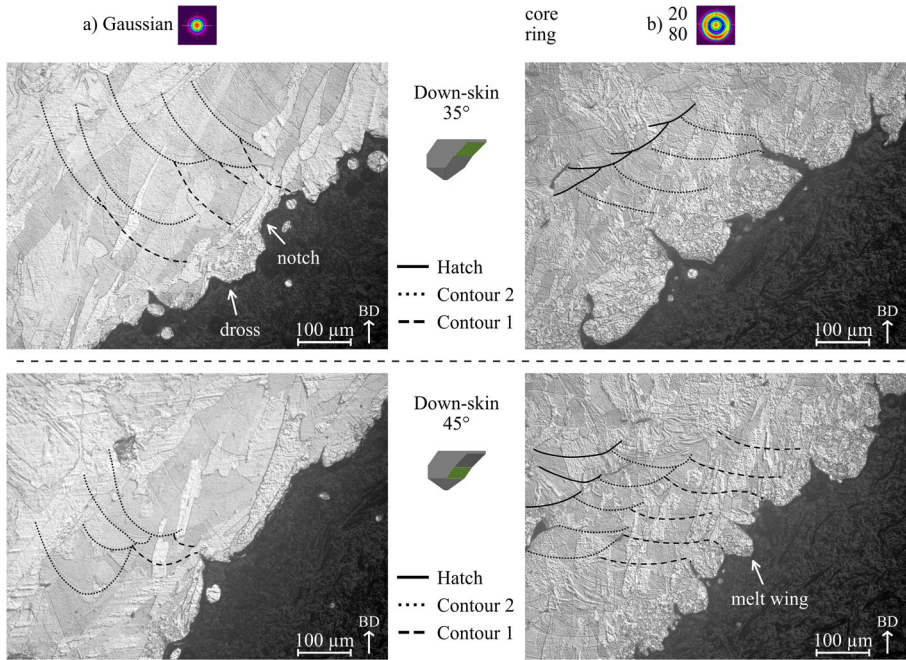 a) Gaussian
core 20
ring 80
b)
Down-skin
35°
notch
dross
Hatch
Contour 2
Contour 1
100 µm
BD
100 µm
BD
Down-skin
45°
Hatch
Contour 2
Contour 1
melt wing
100 µm
BD
100 µm
BD